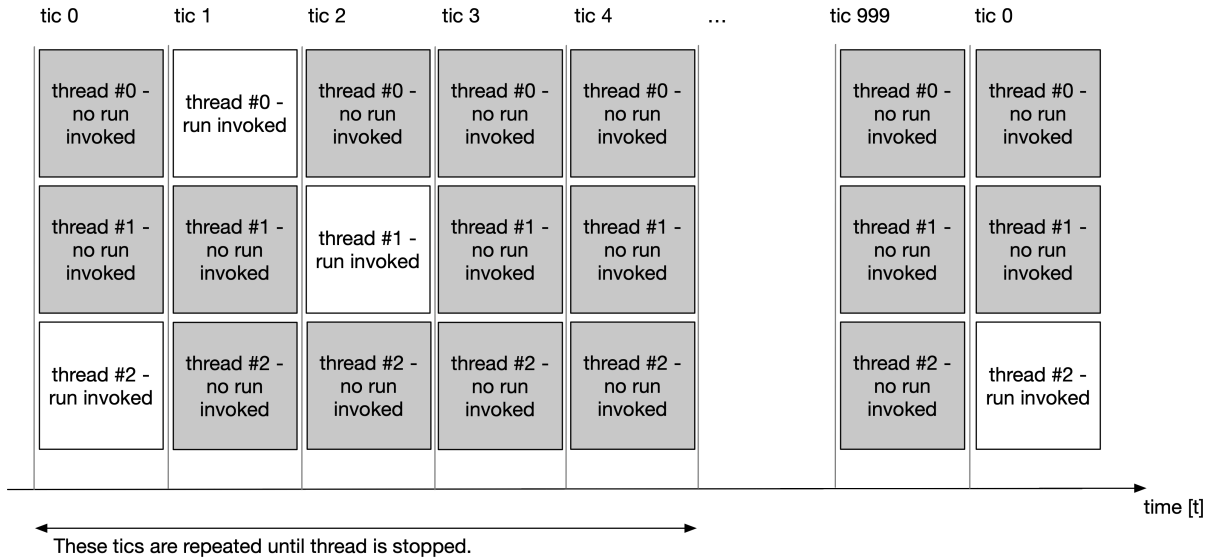 tic 0 tic 1 tic 2 tic 3 tic 4 ... tic 999 tic 0
thread #0 -
no run
invoked
thread #0 -
run invoked
thread #0 -
no run
invoked
thread #0 -
no run
invoked
thread #0 -
no run
invoked
thread #0 -
no run
invoked
thread #0 -
no run
invoked
thread #1 -
no run
invoked
thread #1 -
no run
invoked
thread #1 -
run invoked
thread #1 -
no run
invoked
thread #1 -
no run
invoked
thread #1 -
no run
invoked
thread #1 -
no run
invoked
thread #2 -
run invoked
thread #2 -
no run
invoked
thread #2 -
no run
invoked
thread #2 -
no run
invoked
thread #2 -
no run
invoked
thread #2 -
no run
invoked
thread #2 -
run invoked
time [t]
These tics are repeated until thread is stopped.